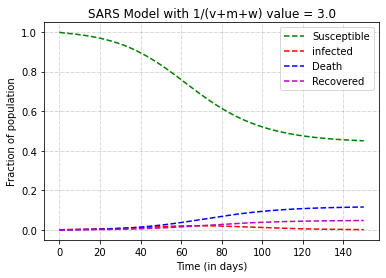 SARS Model with 1/(v+m+w) value = 3.0
Susceptible
infected
Death
Recovered
Fraction of population
1.0
0.8
0.6
0.4
0.2
0.0
0 20 40 60 80 100 120 140
Time (in days)